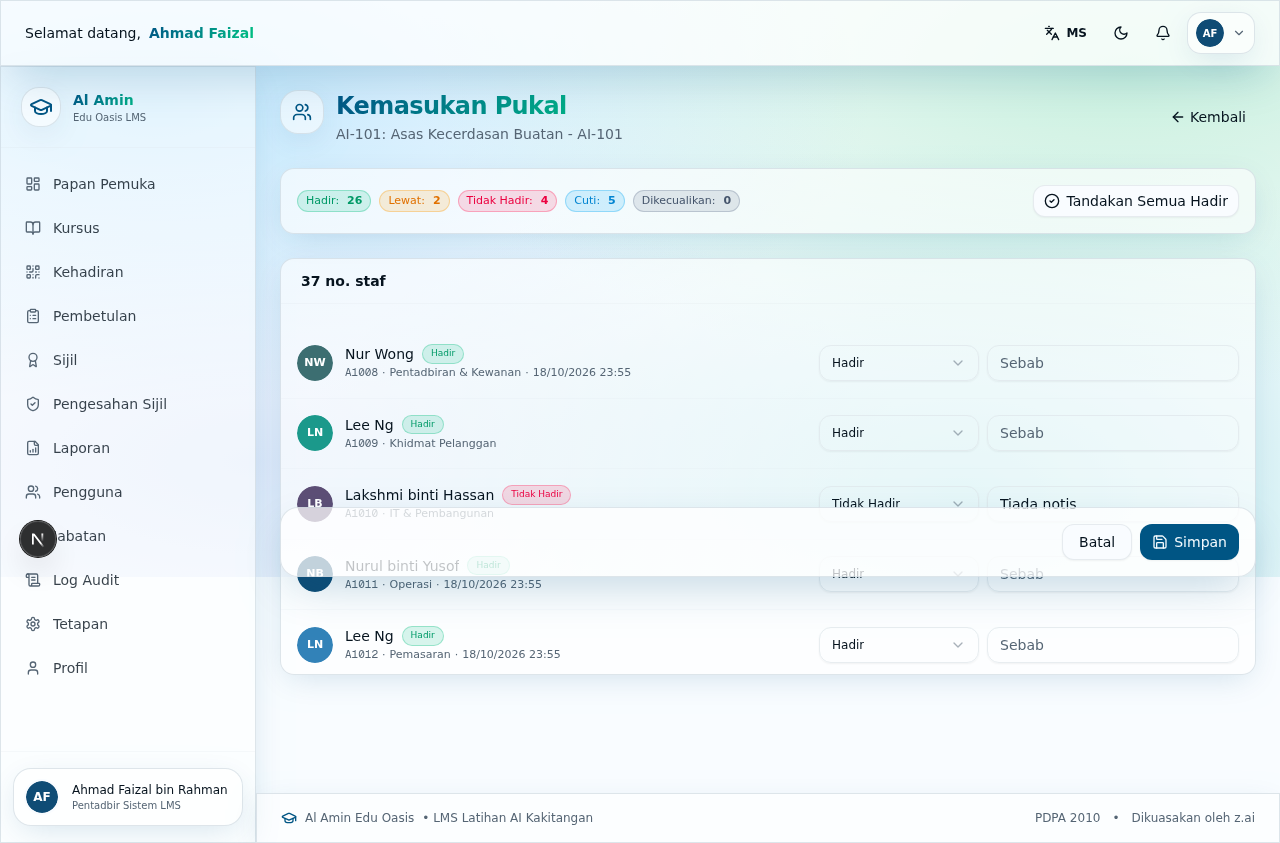 Selamat datang, Ahmad Faizal
MS
AF
Al Amin
Edu Oasis LMS
Papan Pemuka
Kursus
Kehadiran
Pembetulan
Sijil
Pengesahan Sijil
Laporan
Pengguna
abatan
Log Audit
Tetapan
Profil
AF
Ahmad Faizal bin Rahman
Pentadbir Sistem LMS
Kemasukan Pukal
AI-101: Asas Kecerdasan Buatan - AI-101
Kembali
Hadir: 26
Lewat: 2
Tidak Hadir: 4
Cuti: 5
Dikecualikan: 0
Tandakan Semua Hadir
37 no. staf
NW
Nur Wong Hadir
A1008 · Pentadbiran & Kewanan · 18/10/2026 23:55
Hadir
Sebab
LN
Lee Ng Hadir
A1009 · Khidmat Pelanggan
Hadir
Sebab
LB
Lakshmi binti Hassan Tidak Hadir
A1010 · IT & Pembangunan
Tidak Hadir
Tiada notis
Batal
Simpan
NB
Nurul binti Yusof Hadir
A1011 · Operasi · 18/10/2026 23:55
Hadir
Sebab
LN
Lee Ng Hadir
A1012 · Pemasaran · 18/10/2026 23:55
Hadir
Sebab
N
Al Amin Edu Oasis • LMS Latihan AI Kakitangan
PDPA 2010 • Dikuasakan oleh z.ai